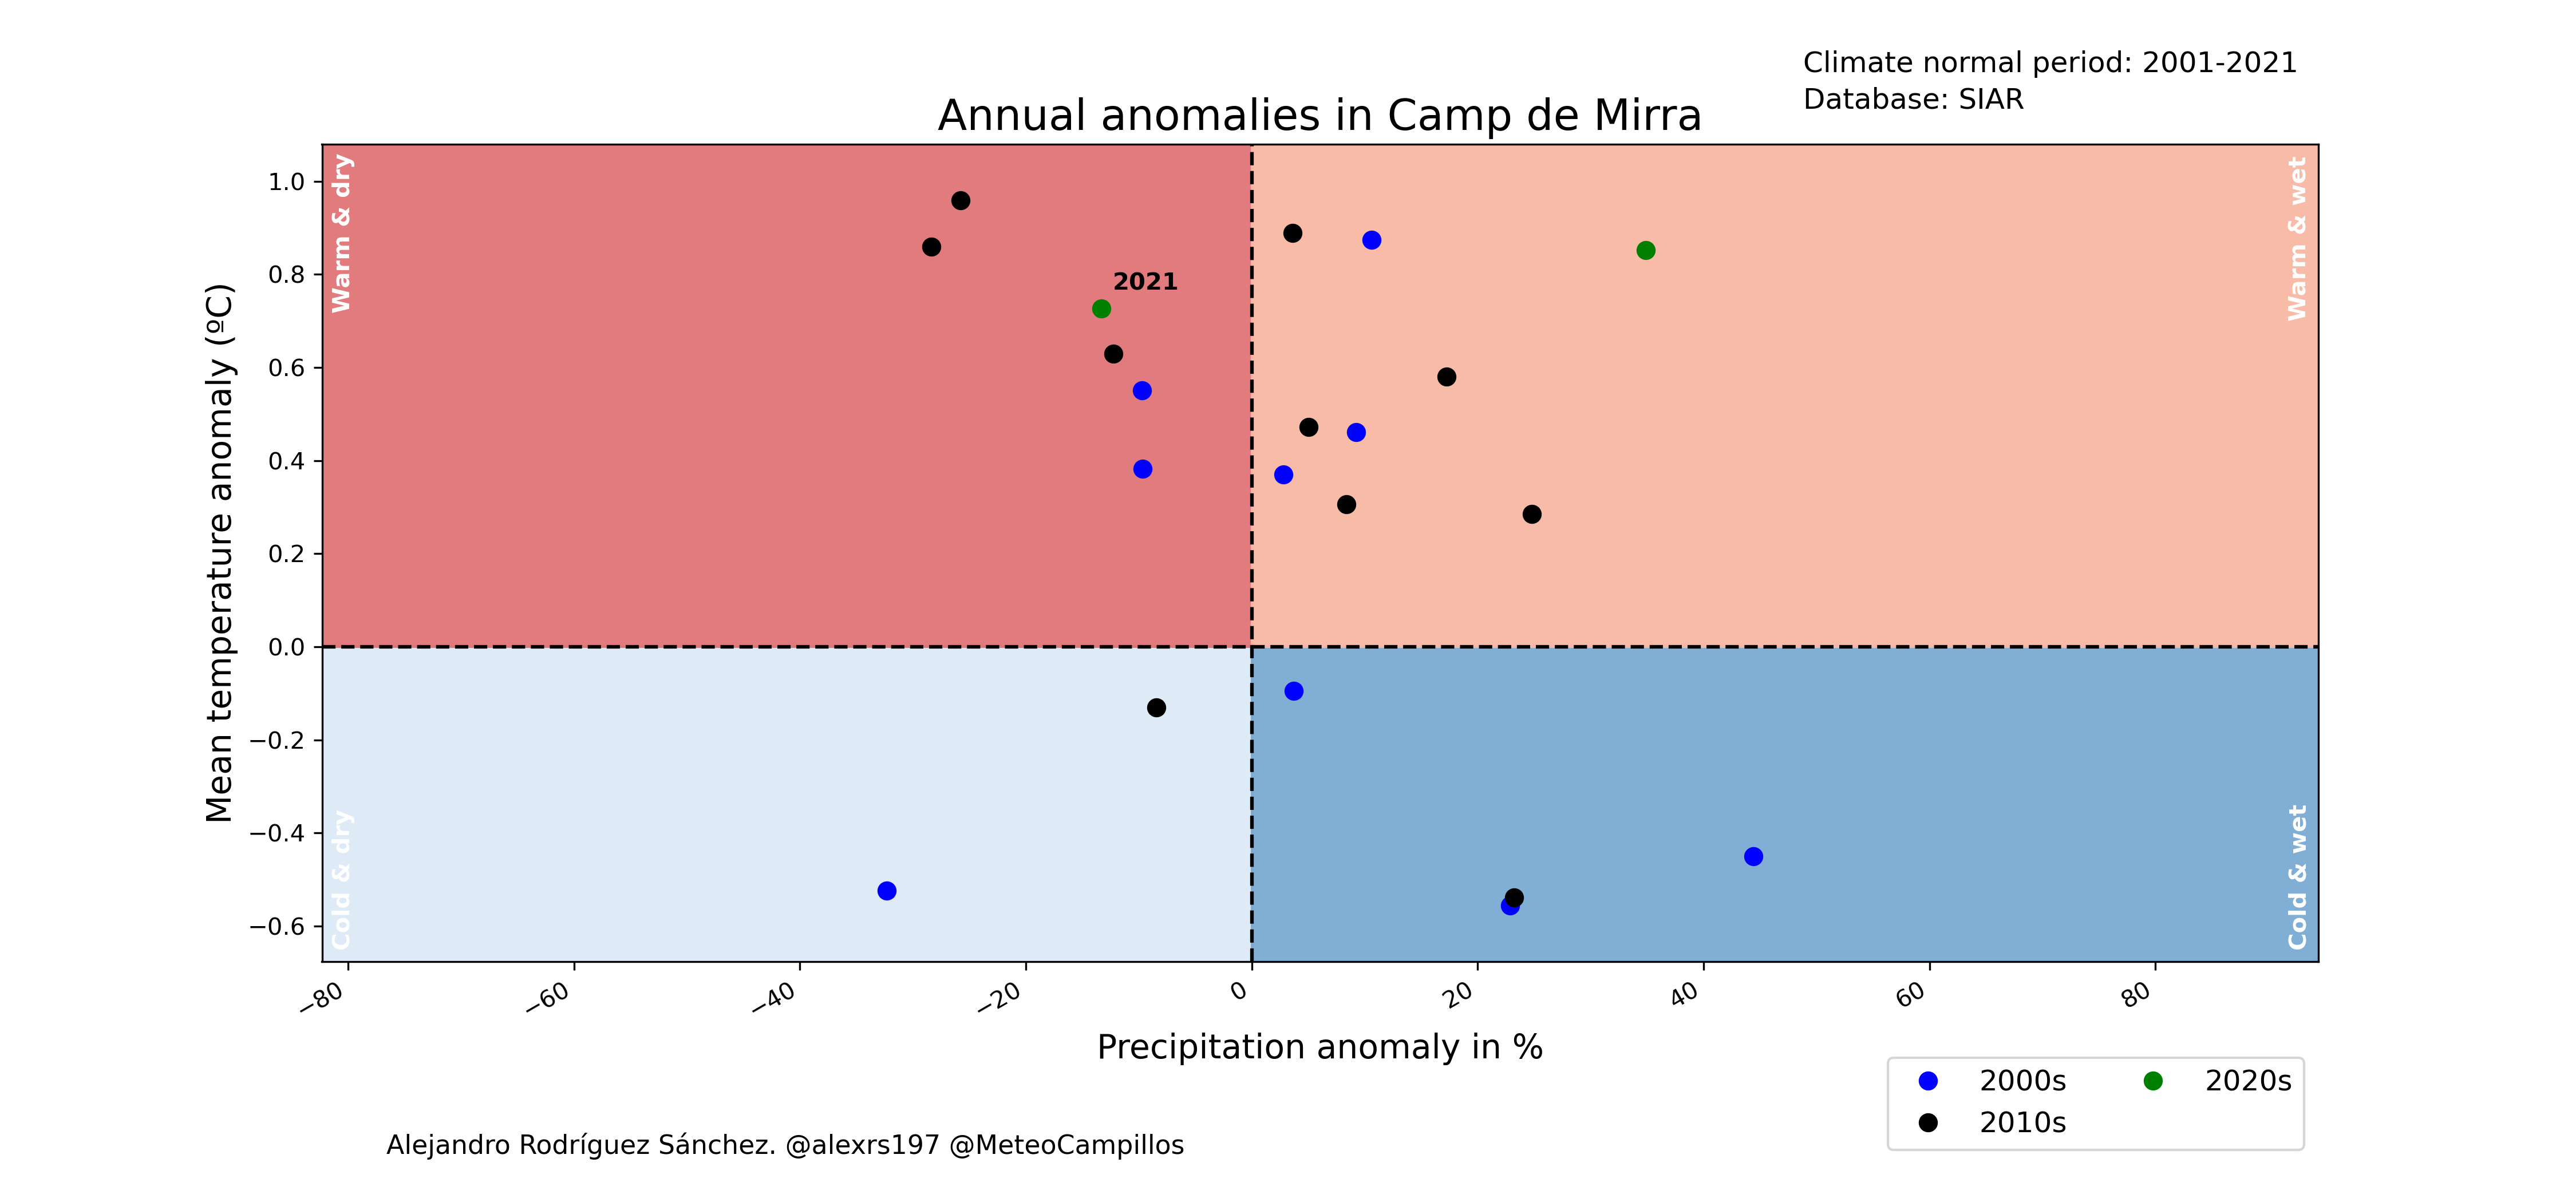 Climate normal period: 2001-2021
Database: SIAR
Annual anomalies in Camp de Mirra
Warm & dry
Warm & wet
Cold & dry
Cold & wet
2021
Mean temperature anomaly (ºC)
1.0
0.8
0.6
0.4
0.2
0.0
−0.2
−0.4
−0.6
−80
−60
−40
−20
0
20
40
60
80
Precipitation anomaly in %
2000s
2010s
2020s
Alejandro Rodríguez Sánchez. @alexrs197 @MeteoCampillos